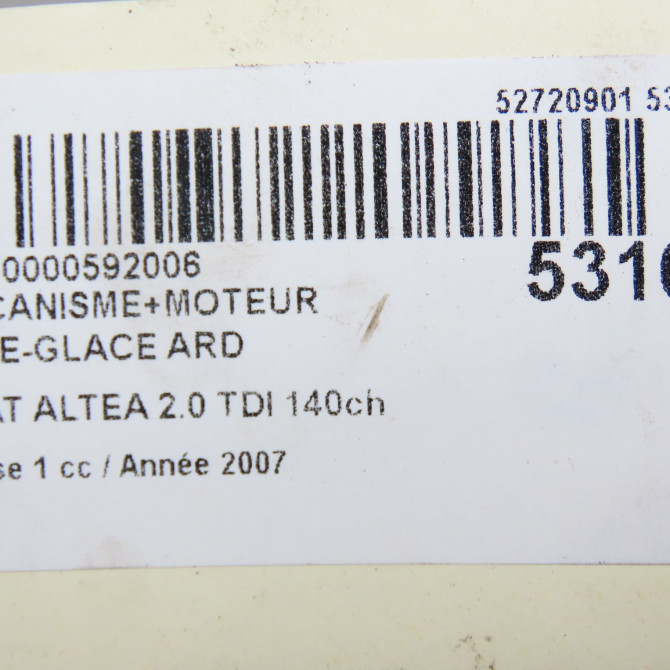 52720901 53
0000592006
5310
CANISME+MOTEUR
E-GLACE ARD
AT ALTEA 2.0 TDI 140ch
se 1 cc / Année 2007